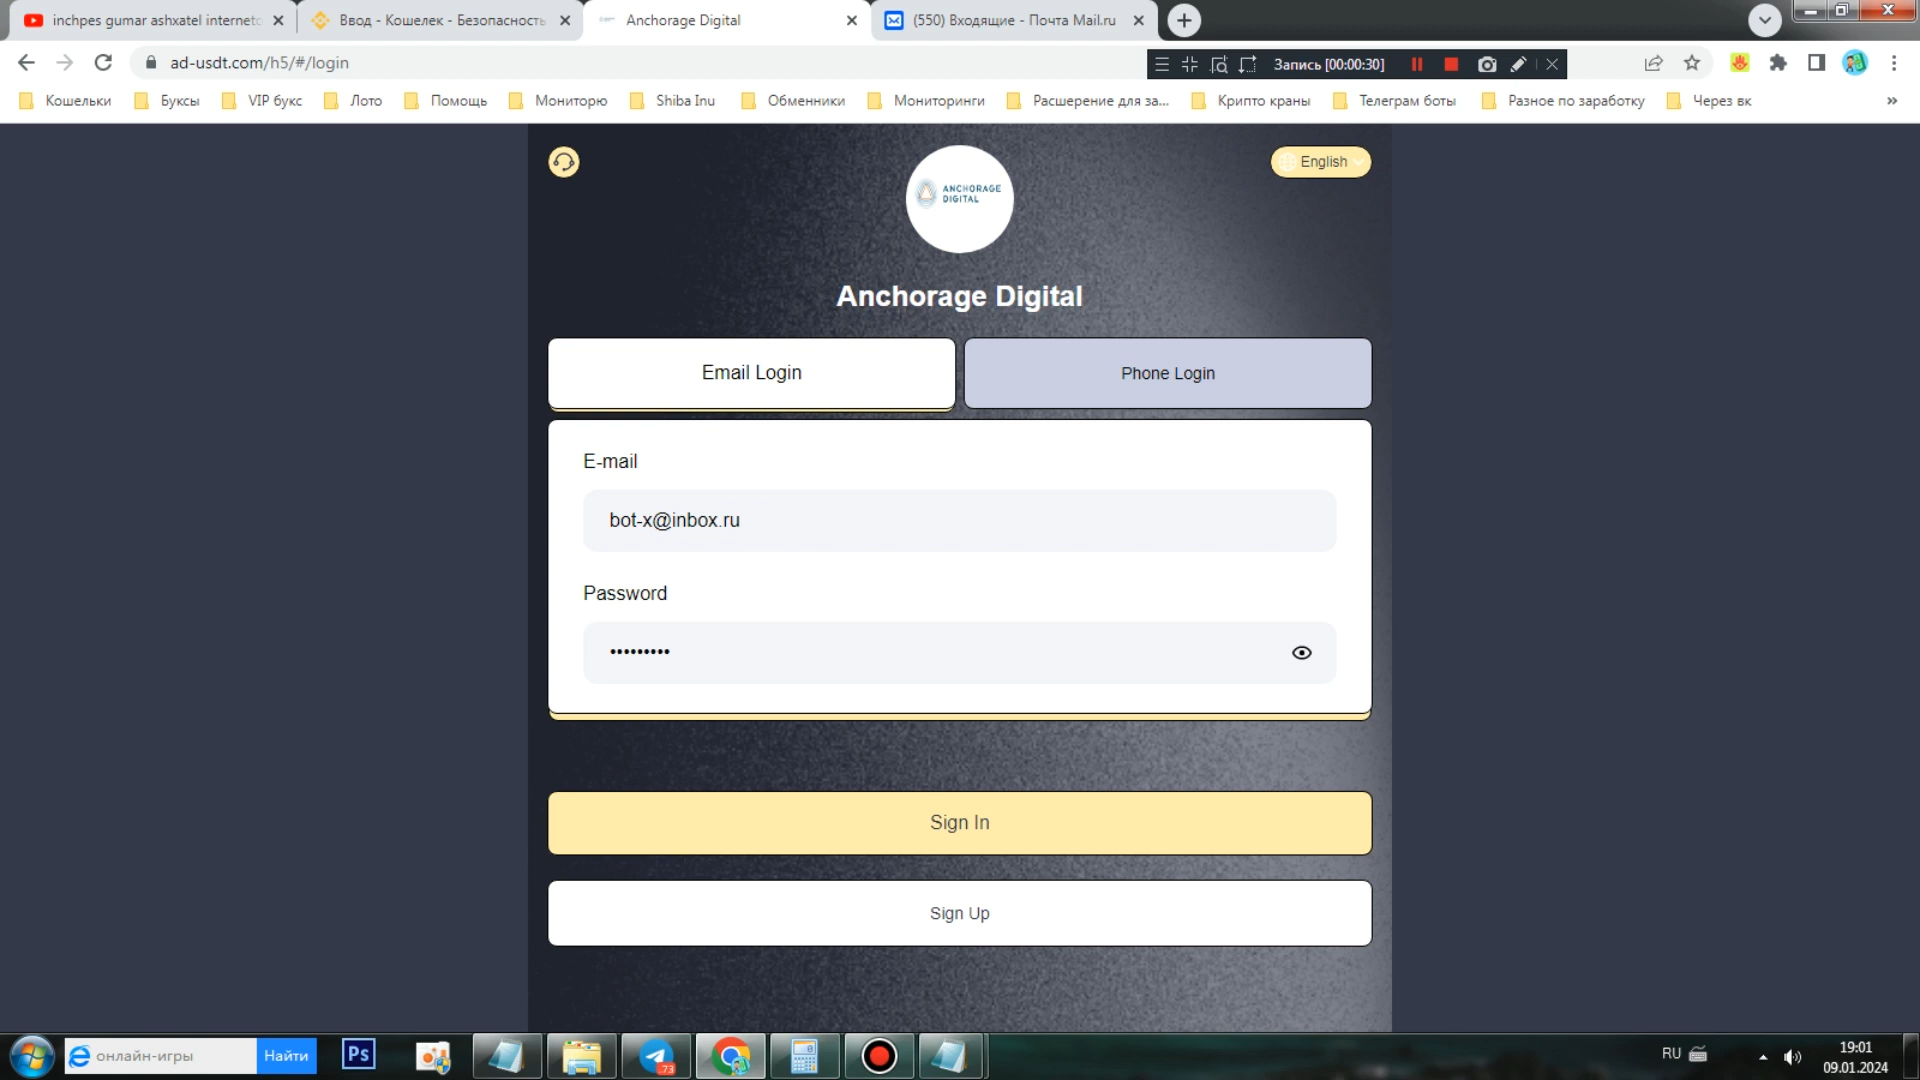 inchpes gumar ashxatel interneto
Ввод - Кошелек - Безопасность
Anchorage Digital
(550) Входящие - Почта Mail.ru
ad-usdt.com/h5/#/login
Запись [00:00:30]
Кошельки
Буксы
VIP букс
Лото
Помощь
Мониторю
Shiba Inu
Обменники
Мониторинги
Расшерение для за...
Крипто краны
Телеграм боты
Разное по заработку
Через вк
»
English
ANCHORAGE
DIGITAL
Anchorage Digital
Email Login
Phone Login
E-mail
bot-x@inbox.ru
Password
•••••••••
Sign In
Sign Up
онлайн-игры
Найти
Ps
73
RU
19:01
09.01.2024